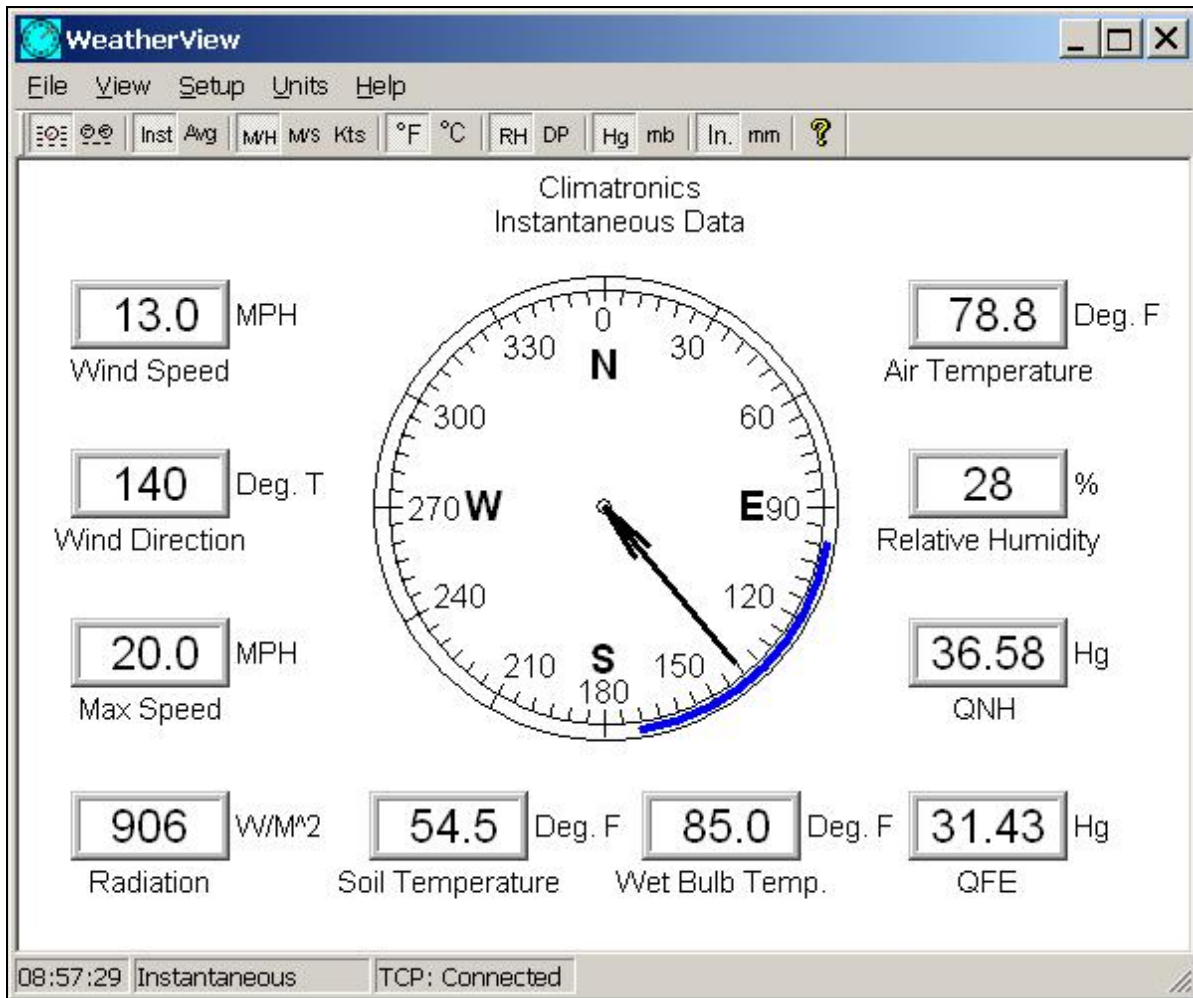 WeatherView
File View Setup Units Help
Inst Avg M/H M/S Kts °F °C RH DP Hg mb In. mm ?
Climatronics
Instantaneous Data
13.0 MPH
Wind Speed
140 Deg. T
Wind Direction
20.0 MPH
Max Speed
0
30
60
E 90
120
150
S
180
210
240
270 W
300
330
N
78.8 Deg. F
Air Temperature
28 %
Relative Humidity
36.58 Hg
QNH
906 W/M^2
Radiation
54.5 Deg. F
Soil Temperature
85.0 Deg. F
Wet Bulb Temp.
31.43 Hg
QFE
08:57:29 Instantaneous TCP: Connected